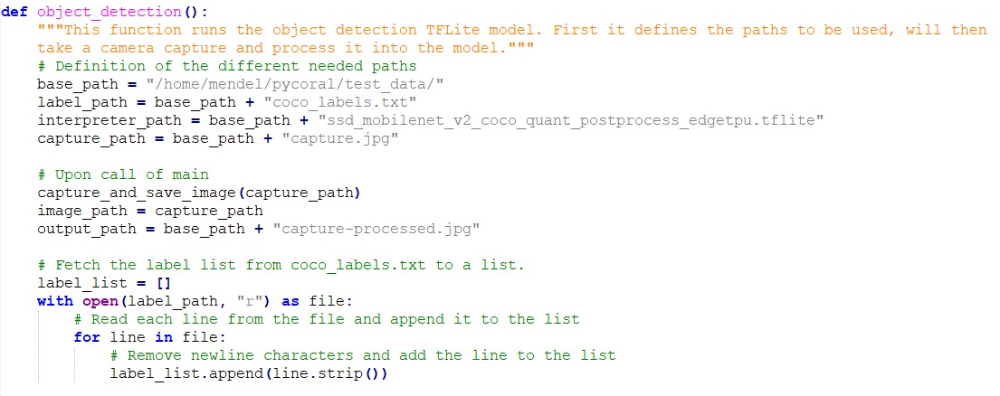 def object_detection():
    """This function runs the object detection TFLite model. First it defines the paths to be used, will then
    take a camera capture and process it into the model."""
    # Definition of the different needed paths
    base_path = "/home/mendel/pycoral/test_data/"
    label_path = base_path + "coco_labels.txt"
    interpreter_path = base_path + "ssd_mobilenet_v2_coco_quant_postprocess_edgetpu.tflite"
    capture_path = base_path + "capture.jpg"

    # Upon call of main
    capture_and_save_image(capture_path)
    image_path = capture_path
    output_path = base_path + "capture-processed.jpg"

    # Fetch the label list from coco_labels.txt to a list.
    label_list = []
    with open(label_path, "r") as file:
        # Read each line from the file and append it to the list
        for line in file:
            # Remove newline characters and add the line to the list
            label_list.append(line.strip())